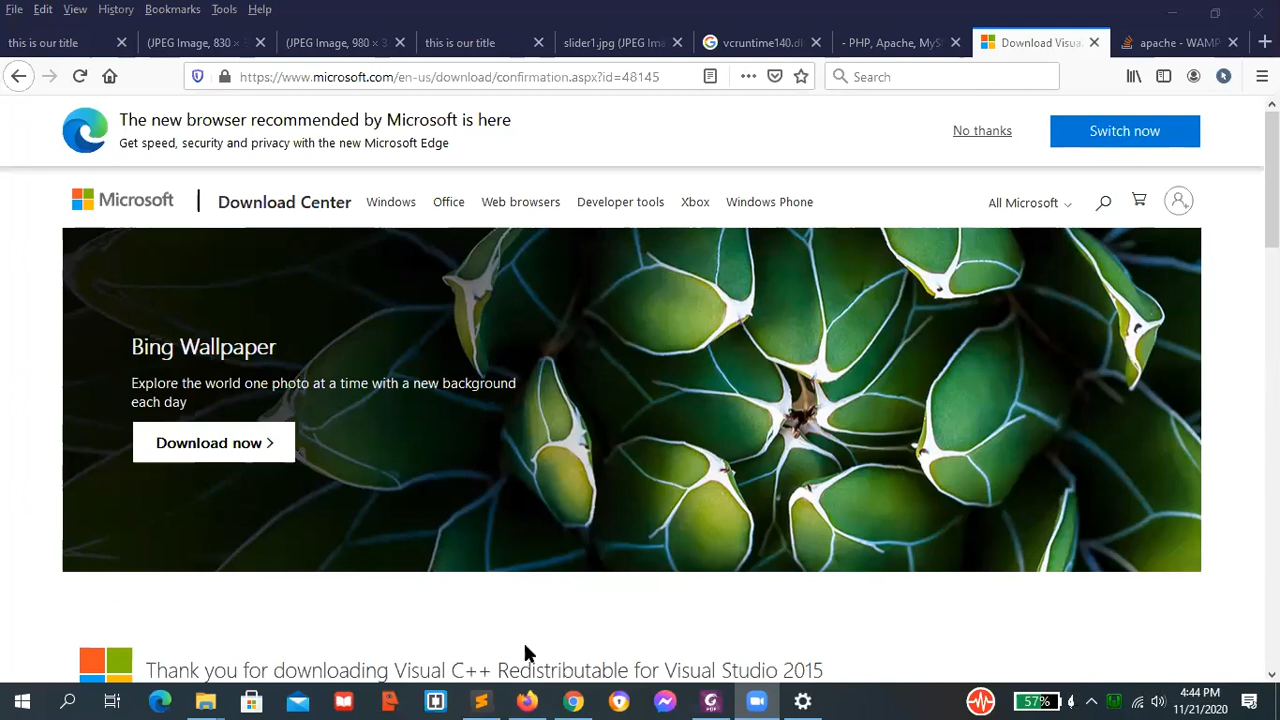 File Edit View History Bookmarks Tools Help
this is our title
(JPEG Image, 830 ×
JPEG Image, 980 ×
this is our title
slider1.jpg (JPEG Im
vcruntime140.d
- PHP, Apache, MyS
Download Visua
apache - WAMP
https://www.microsoft.com/en-us/download/confirmation.aspx?id=48145
Search
The new browser recommended by Microsoft is here
Get speed, security and privacy with the new Microsoft Edge
No thanks
Switch now
Microsoft
Download Center
Windows
Office
Web browsers
Developer tools
Xbox
Windows Phone
All Microsoft
Bing Wallpaper
Explore the world one photo at a time with a new background
each day
Download now >
Thank you for downloading Visual C++ Redistributable for Visual Studio 2015
57%
4:44 PM
11/21/2020